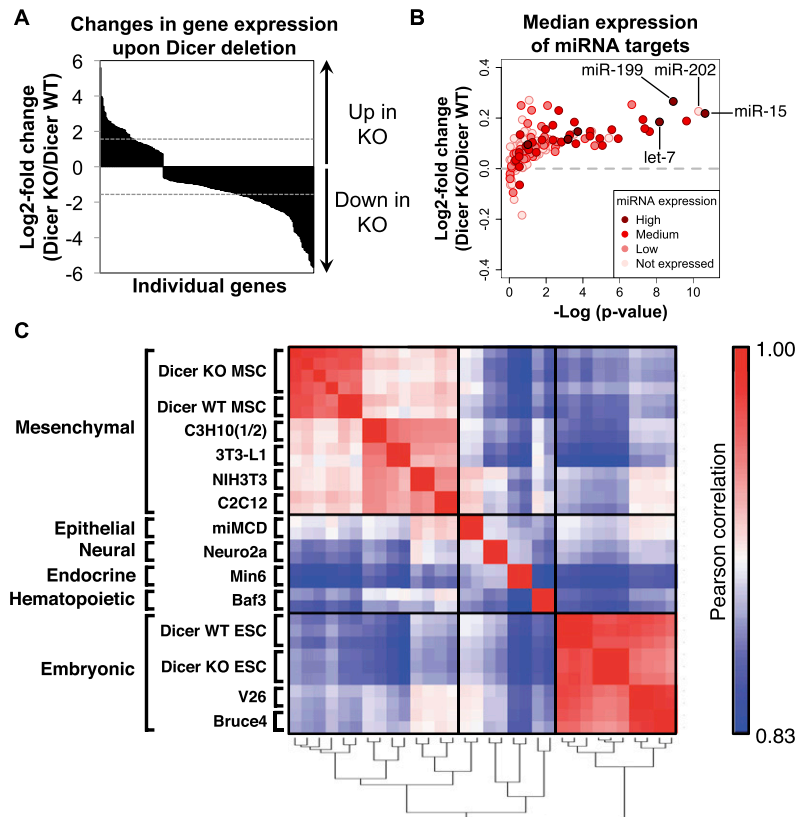 A
Changes in gene expression
upon Dicer deletion
Log2-fold change
(Dicer KO/Dicer WT)
6
4
2
0
-2
-4
-6
Up in
KO
Down in
KO
Individual genes
B
Median expression
of miRNA targets
Log2-fold change
(Dicer KO/Dicer WT)
0.4
0.2
0.0
-0.2
-0.4
miR-199
miR-202
miR-15
let-7
miRNA expression
High
Medium
Low
Not expressed
0 2 4 6 8 10
-Log (p-value)
C
Mesenchymal
Dicer KO MSC
Dicer WT MSC
C3H10(1/2)
3T3-L1
NIH3T3
C2C12
Epithelial
miMCD
Neural
Neuro2a
Endocrine
Min6
Hematopoietic
Baf3
Embryonic
Dicer WT ESC
Dicer KO ESC
V26
Bruce4
1.00
Pearson correlation
0.83